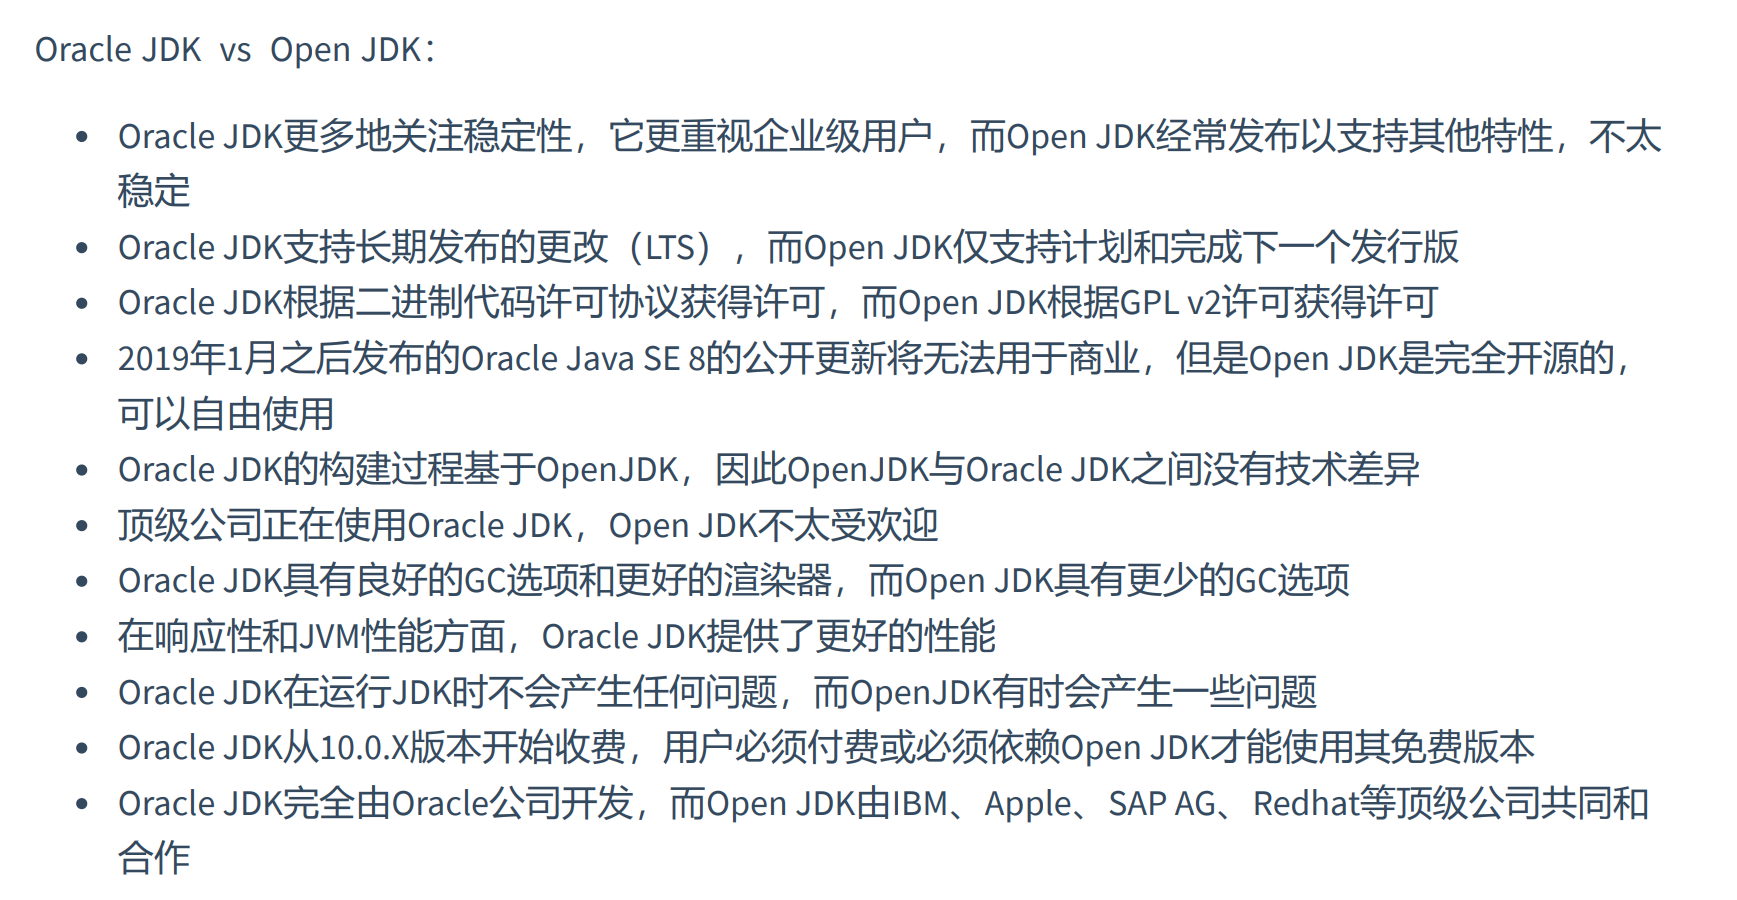 Oracle JDK vs Open JDK：
• Oracle JDK更多地关注稳定性，它更重视企业级用户，而Open JDK经常发布以支持其他特性，不太
稳定
• Oracle JDK支持长期发布的更改（LTS），而Open JDK仅支持计划和完成下一个发行版
• Oracle JDK根据二进制代码许可协议获得许可，而Open JDK根据GPL v2许可获得许可
• 2019年1月之后发布的Oracle Java SE 8的公开更新将无法用于商业，但是Open JDK是完全开源的，
可以自由使用
• Oracle JDK的构建过程基于OpenJDK，因此OpenJDK与Oracle JDK之间没有技术差异
• 顶级公司正在使用Oracle JDK，Open JDK不太受欢迎
• Oracle JDK具有良好的GC选项和更好的渲染器，而Open JDK具有更少的GC选项
• 在响应性和JVM性能方面，Oracle JDK提供了更好的性能
• Oracle JDK在运行JDK时不会产生任何问题，而OpenJDK有时会产生一些问题
• Oracle JDK从10.0.X版本开始收费，用户必须付费或必须依赖Open JDK才能使用其免费版本
• Oracle JDK完全由Oracle公司开发，而Open JDK由IBM、Apple、SAP AG、Redhat等顶级公司共同和
合作